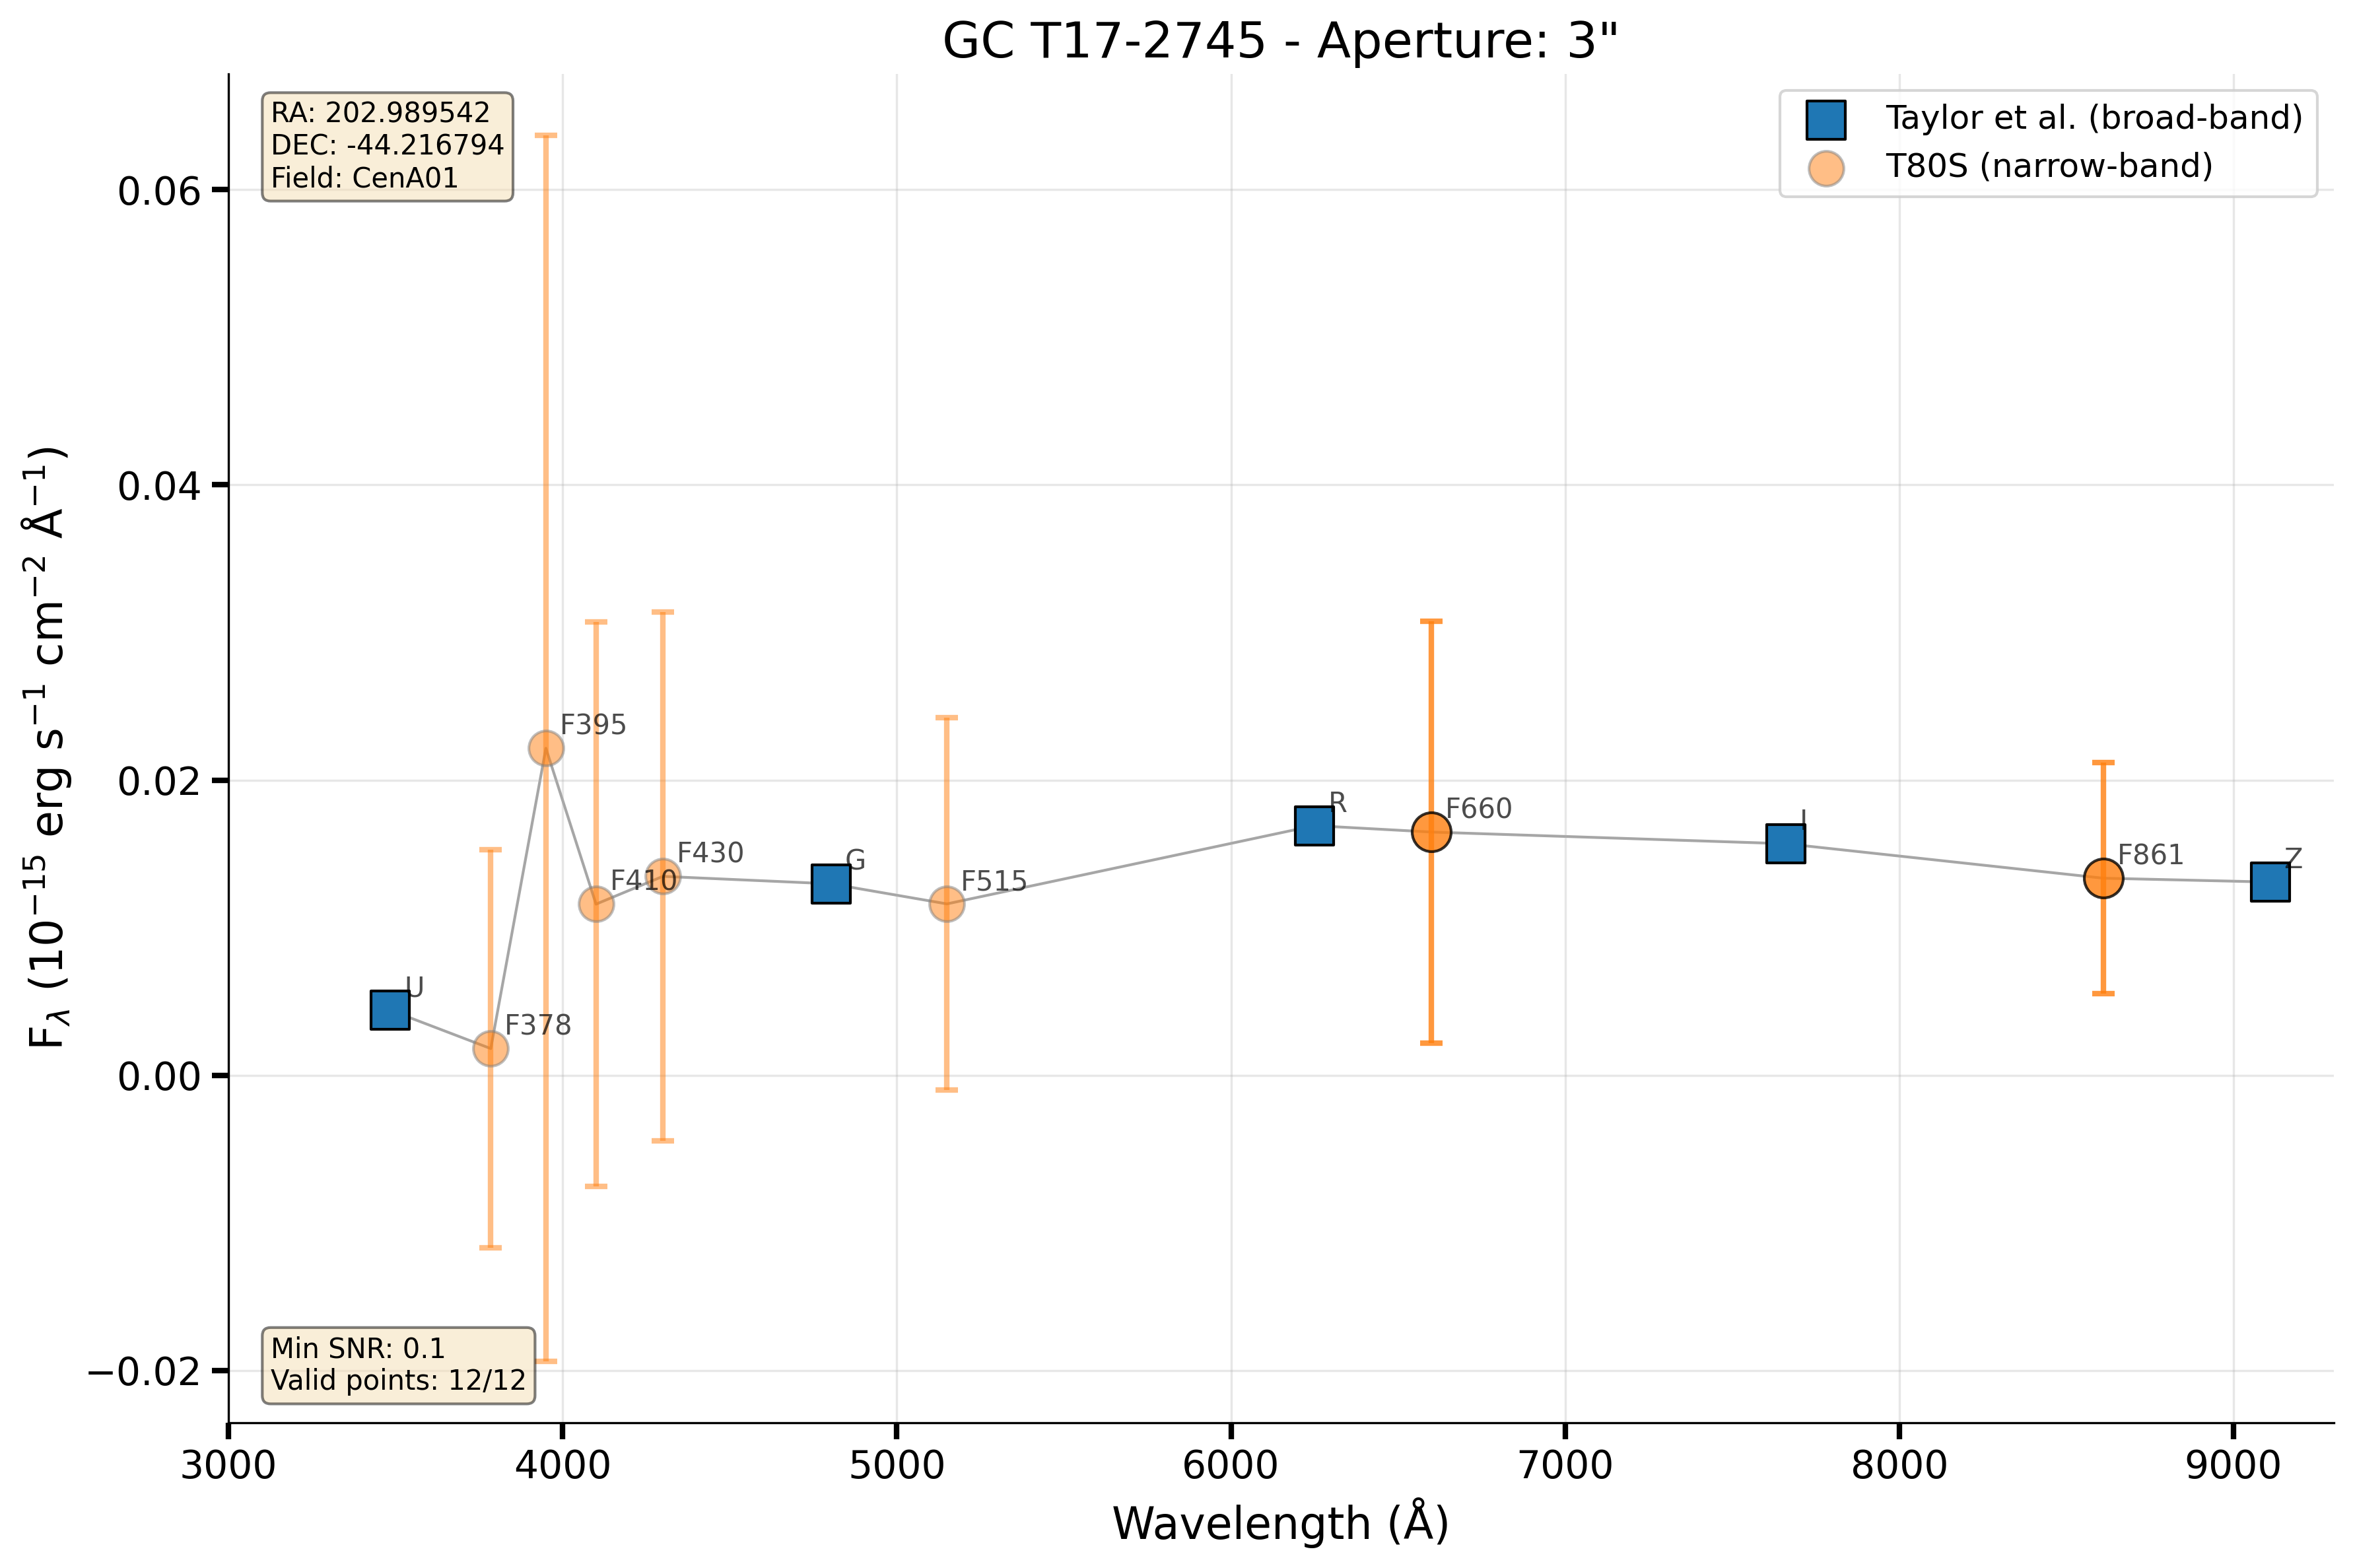 GC T17-2745 - Aperture: 3"
RA: 202.989542
DEC: -44.216794
Field: CenA01
Taylor et al. (broad-band)
T80S (narrow-band)
F_λ (10⁻¹⁵ erg s⁻¹ cm⁻² Å⁻¹)
0.06
0.04
0.02
0.00
−0.02
U
F378
F395
F410
F430
G
F515
R
F660
I
F861
Z
Min SNR: 0.1
Valid points: 12/12
3000 4000 5000 6000 7000 8000 9000
Wavelength (Å)